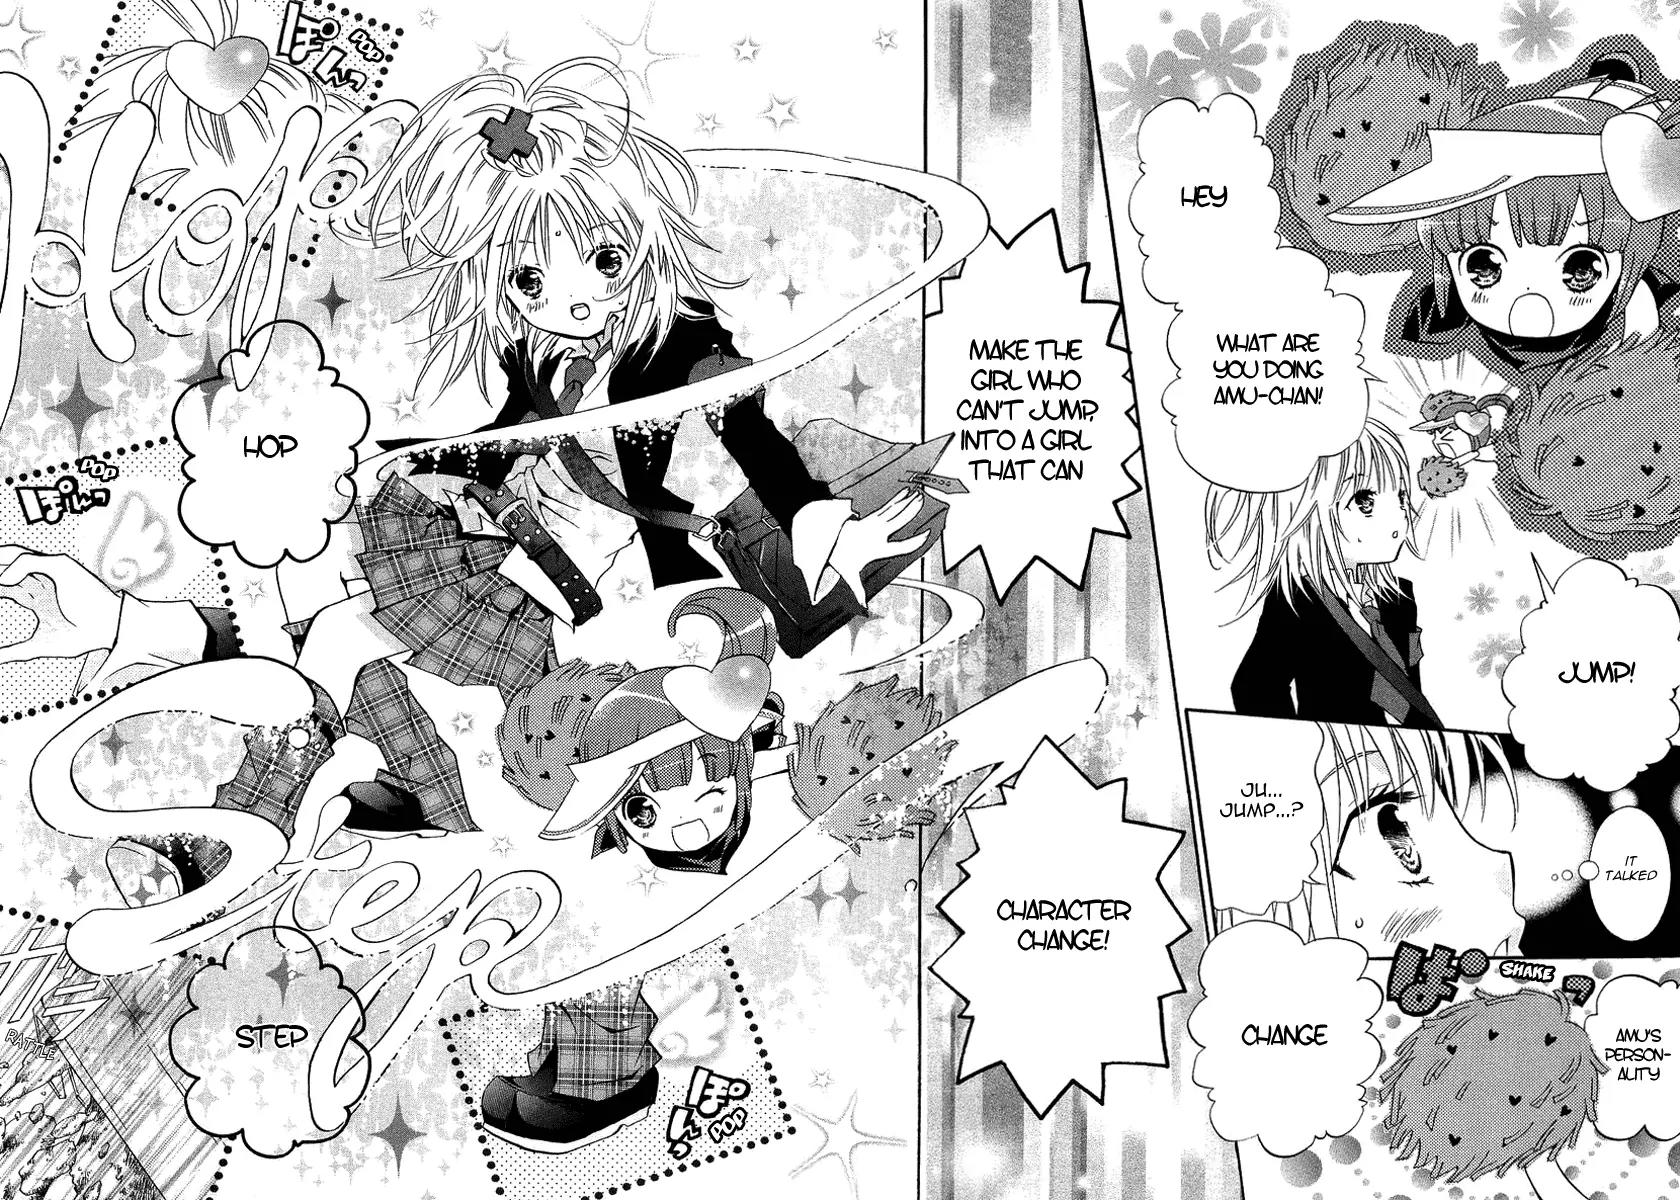 HEY
WHAT ARE
YOU DOING
AMU-CHAN!
JUMP!
JU...
JUMP...?
IT
TALKED
ばっ
SHAKE
AMU'S
PERSON-
ALITY
CHANGE
MAKE THE
GIRL WHO
CAN'T JUMP,
INTO A GIRL
THAT CAN
CHARACTER
CHANGE!
ぽんっ
POP
Hop
HOP
ぽんっ
POP
Step
STEP
ぽんっ
POP
RATTLE